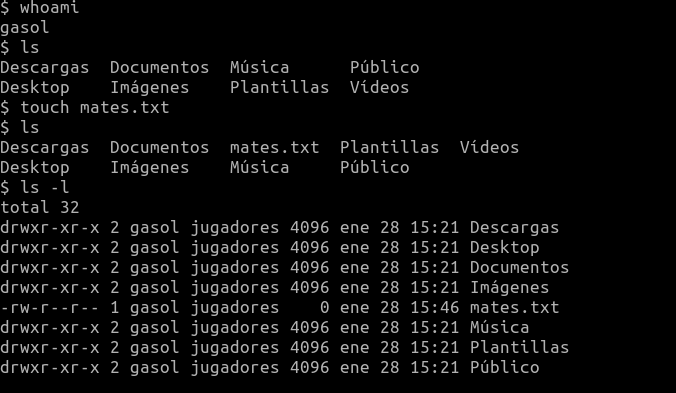 $ whoami
gasol
$ ls
Descargas  Documentos  Música      Público
Desktop    Imágenes    Plantillas  Vídeos
$ touch mates.txt
$ ls
Descargas  Documentos  mates.txt  Plantillas  Vídeos
Desktop    Imágenes    Música     Público
$ ls -l
total 32
drwxr-xr-x 2 gasol jugadores 4096 ene 28 15:21 Descargas
drwxr-xr-x 2 gasol jugadores 4096 ene 28 15:21 Desktop
drwxr-xr-x 2 gasol jugadores 4096 ene 28 15:21 Documentos
drwxr-xr-x 2 gasol jugadores 4096 ene 28 15:21 Imágenes
-rw-r--r-- 1 gasol jugadores    0 ene 28 15:46 mates.txt
drwxr-xr-x 2 gasol jugadores 4096 ene 28 15:21 Música
drwxr-xr-x 2 gasol jugadores 4096 ene 28 15:21 Plantillas
drwxr-xr-x 2 gasol jugadores 4096 ene 28 15:21 Público